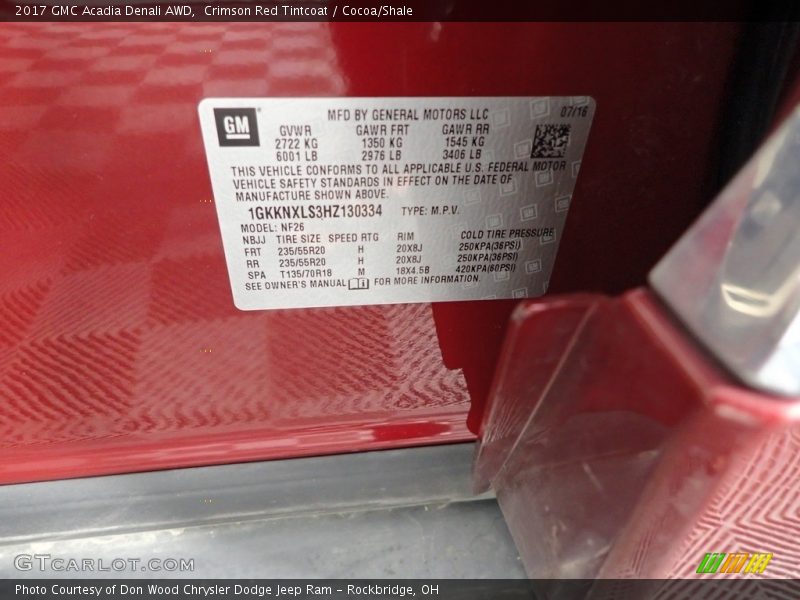 2017 GMC Acadia Denali AWD, Crimson Red Tintcoat / Cocoa/Shale
GM
MFD BY GENERAL MOTORS LLC 07/16
GVWR GAWR FRT GAWR RR
2722 KG 1350 KG 1545 KG
6001 LB 2976 LB 3406 LB
THIS VEHICLE CONFORMS TO ALL APPLICABLE U.S. FEDERAL MOTOR
VEHICLE SAFETY STANDARDS IN EFFECT ON THE DATE OF
MANUFACTURE SHOWN ABOVE.
1GKKNXLS3HZ130334 TYPE: M.P.V.
MODEL: NF26
NBJJ TIRE SIZE SPEED RTG RIM COLD TIRE PRESSURE
FRT 235/55R20 H 20X8J 250KPA(36PSI)
RR 235/55R20 H 20X8J 250KPA(36PSI)
SPA T135/70R18 M 18X4.5B 420KPA(60PSI)
SEE OWNER'S MANUAL FOR MORE INFORMATION.
GTCARLOT.COM
Photo Courtesy of Don Wood Chrysler Dodge Jeep Ram – Rockbridge, OH